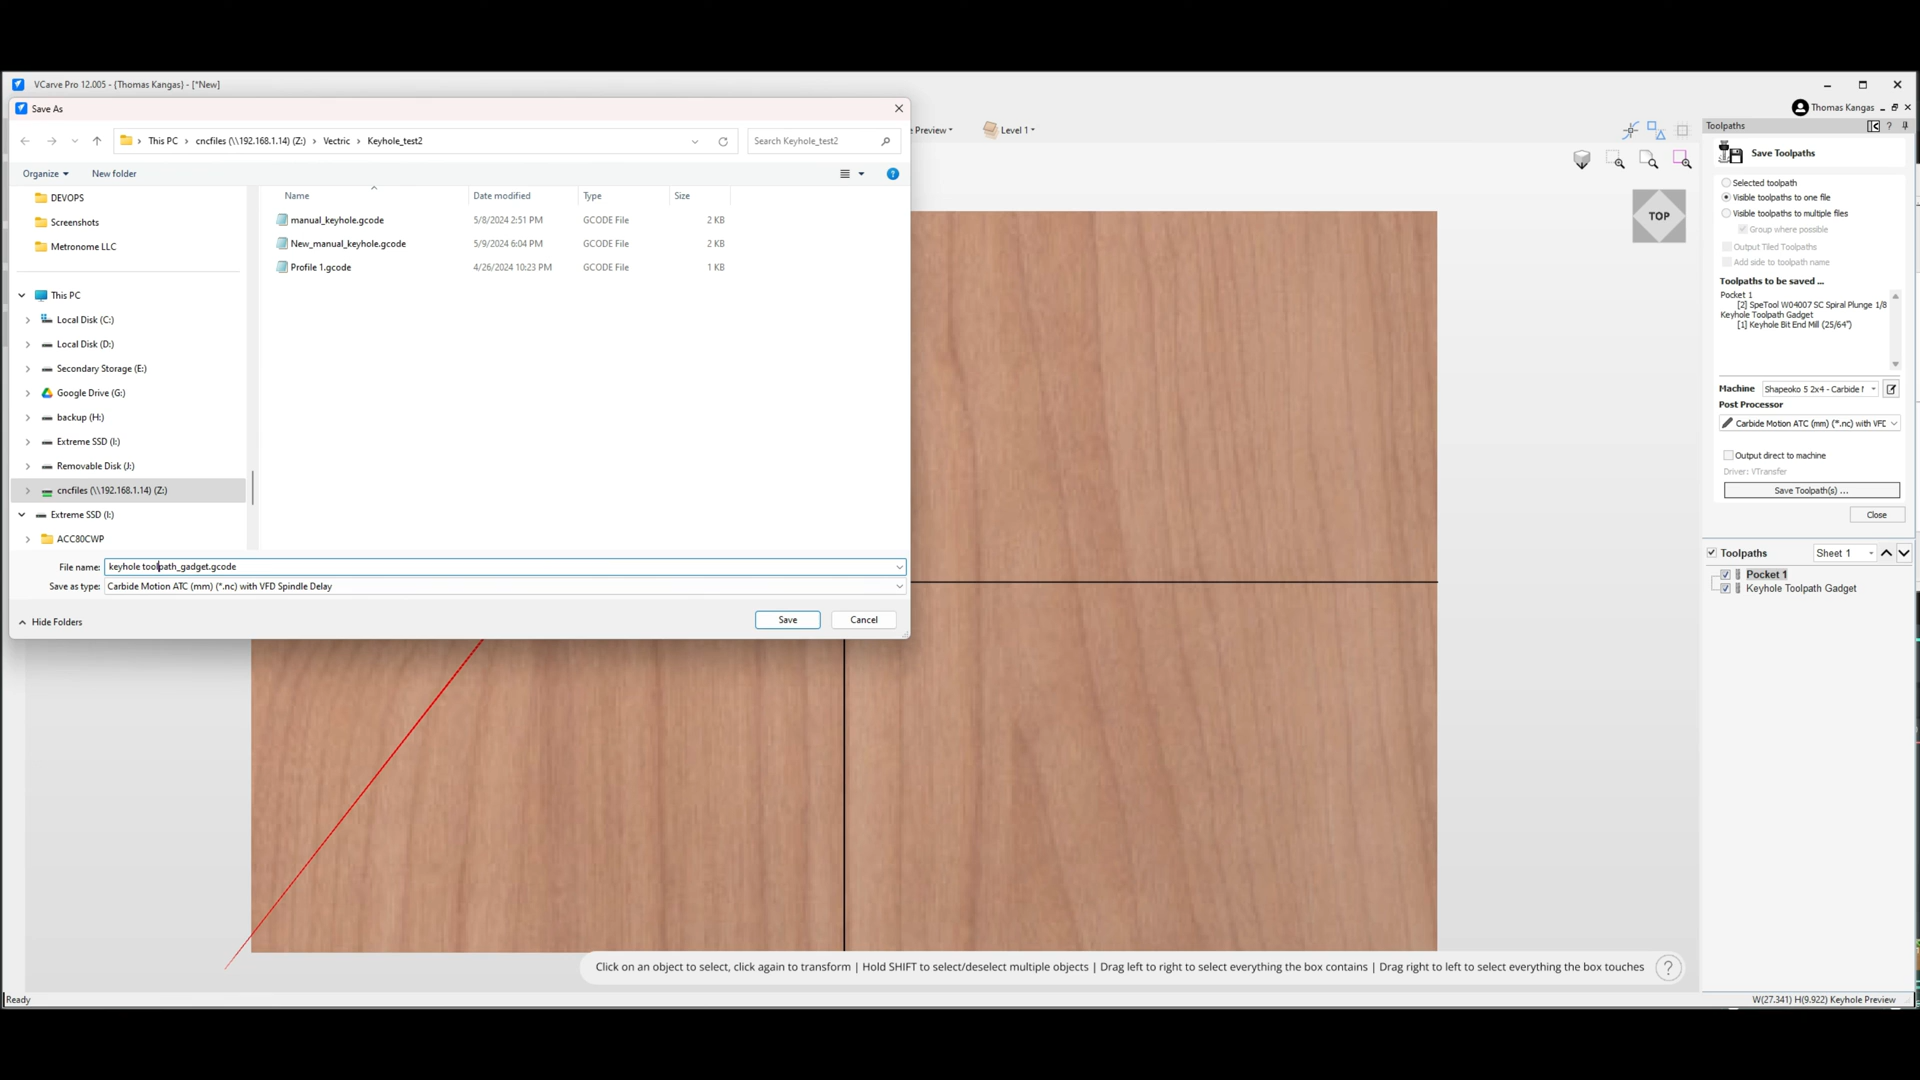 VCarve Pro 12.005 - {Thomas Kangas} - [*New]
Save As
This PC > cncfiles (\\192.168.1.14) (Z:) > Vectric > Keyhole_test2
Search Keyhole_test2
Organize
New folder
DEVOPS
Screenshots
Metronome LLC
This PC
Local Disk (C:)
Local Disk (D:)
Secondary Storage (E:)
Google Drive (G:)
backup (H:)
Extreme SSD (I:)
Removable Disk (J:)
cncfiles (\\192.168.1.14) (Z:)
Extreme SSD (I:)
ACC80CWP
Name Date modified Type Size
manual_keyhole.gcode 5/8/2024 2:51 PM GCODE File 2 KB
New_manual_keyhole.gcode 5/9/2024 6:04 PM GCODE File 2 KB
Profile 1.gcode 4/26/2024 10:23 PM GCODE File 1 KB
File name: keyhole toolpath_gadget.gcode
Save as type: Carbide Motion ATC (mm) (*.nc) with VFD Spindle Delay
Hide Folders
Save
Cancel
Preview
Level 1
TOP
Thomas Kangas
Toolpaths
Save Toolpaths
Selected toolpath
Visible toolpaths to one file
Visible toolpaths to multiple files
Group where possible
Output Tiled Toolpaths
Add side to toolpath name
Toolpaths to be saved ...
Pocket 1
[2] SpeTool W04007 SC Spiral Plunge 1/8
Keyhole Toolpath Gadget
[1] Keyhole Bit End Mill (25/64")
Machine Shapeoko 5 2x4 - Carbide
Post Processor
Carbide Motion ATC (mm) (*.nc) with VFD
Output direct to machine
Driver: VTransfer
Save Toolpath(s) ...
Close
Toolpaths Sheet 1
Pocket 1
Keyhole Toolpath Gadget
Click on an object to select, click again to transform | Hold SHIFT to select/deselect multiple objects | Drag left to right to select everything the box contains | Drag right to left to select everything the box touches
Ready
W(27.341) H(9.922) Keyhole Preview